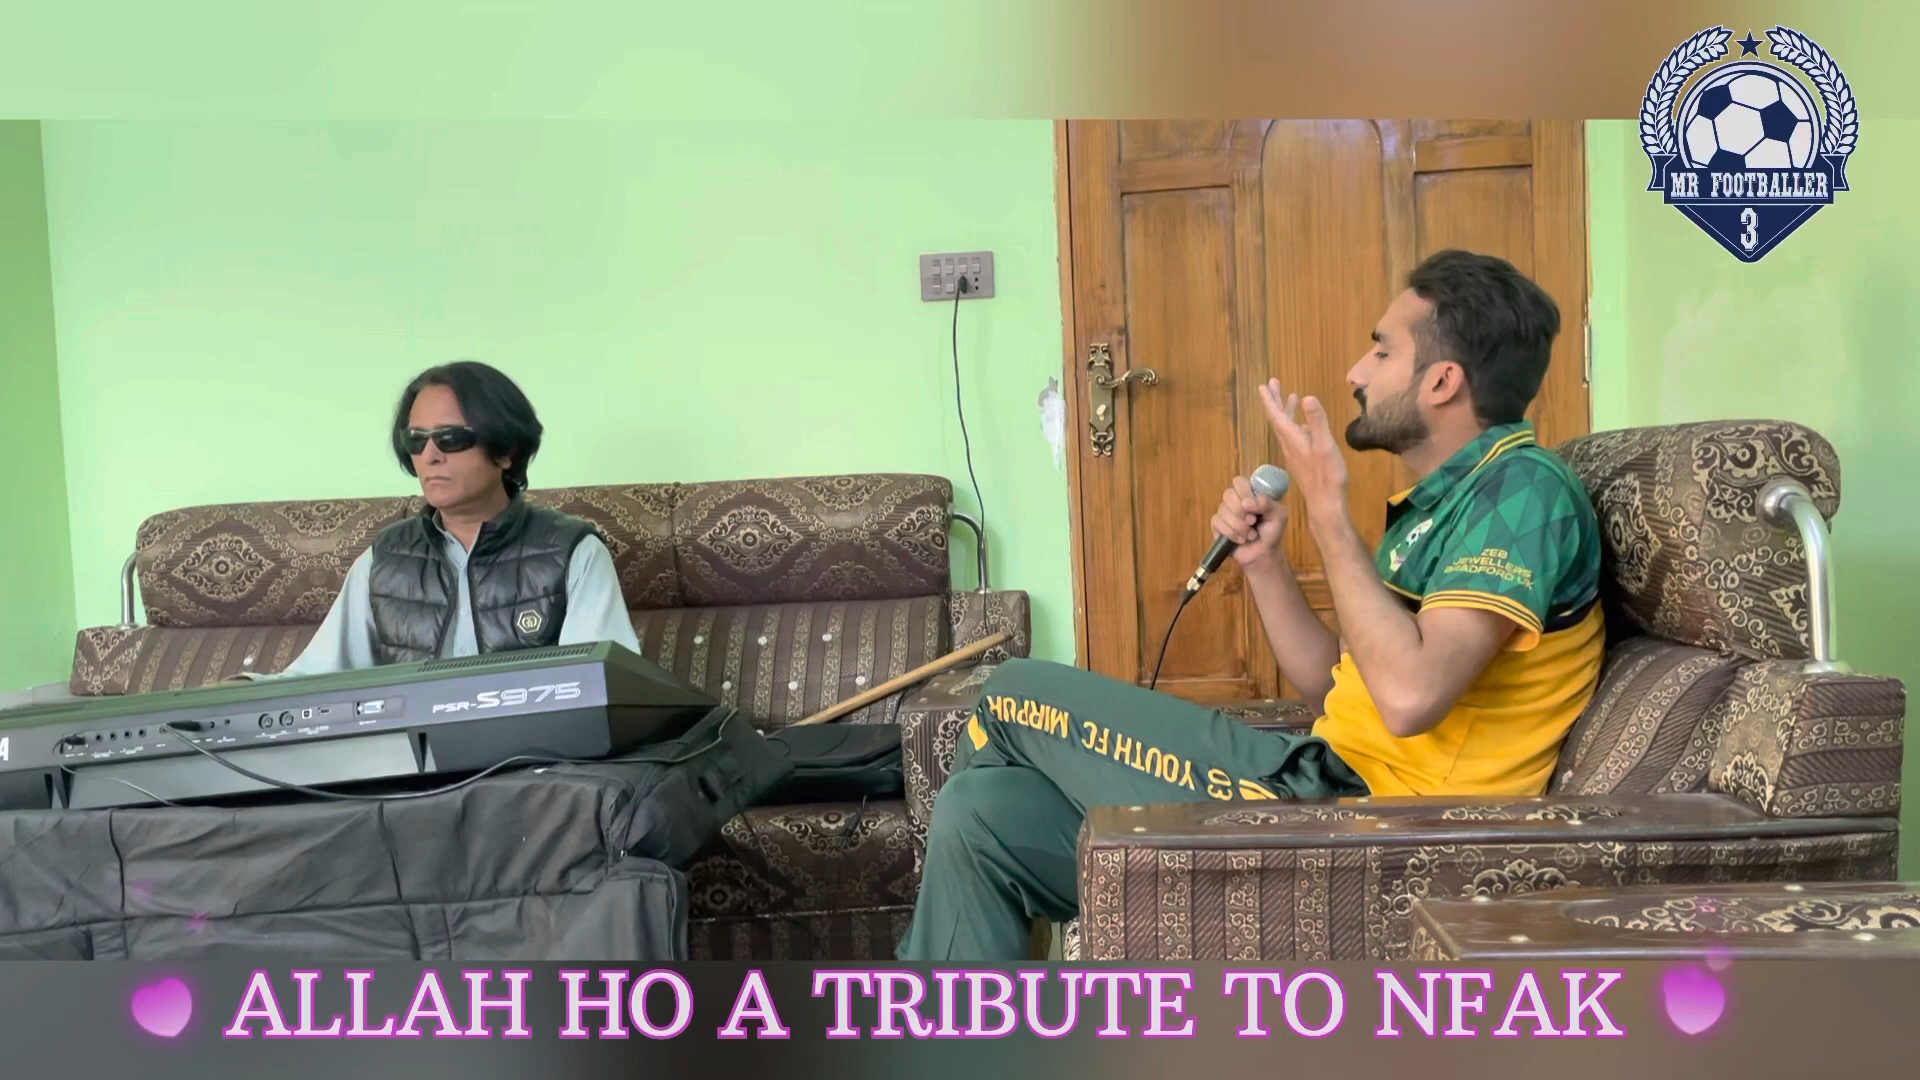 MR FOOTBALLER
3
ZEB
JEWELLERS
BRADFORD UK
PSR-S975
A
03 YOUTH FC MIRPUR
ALLAH HO A TRIBUTE TO NFAK